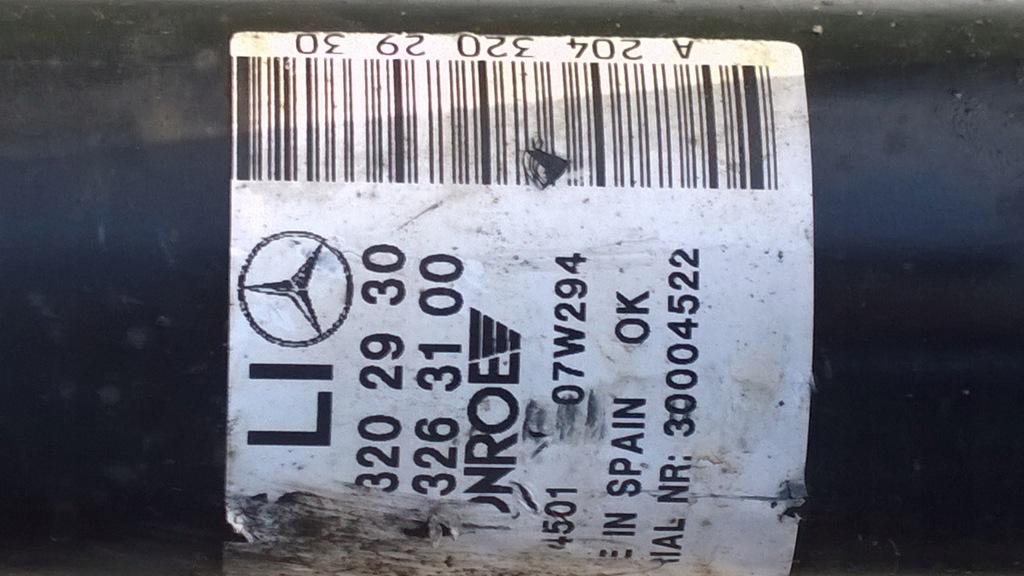 A 204 320 29 30
LI
320 29 30
326 31 00
NROE
4501 07W294
IN SPAIN OK
IAL NR: 30004522